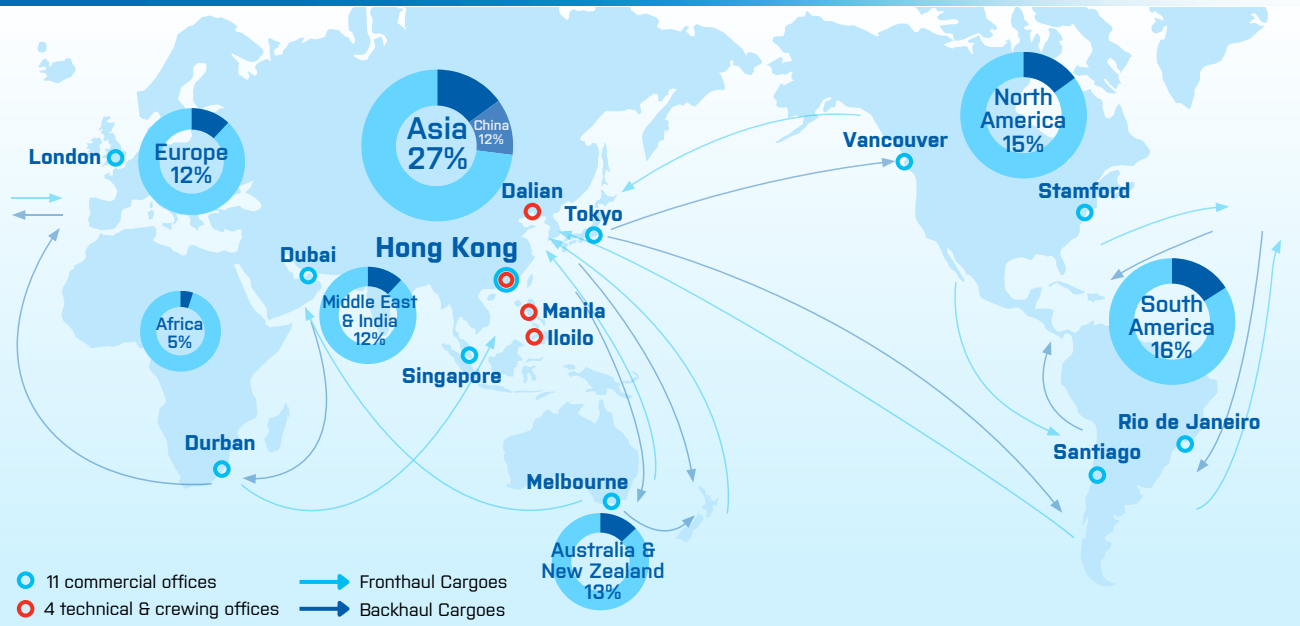 North
America
15%
Asia
27%
China
12%
Vancouver
London
Europe
12%
Dalian
Stamford
Tokyo
Hong Kong
Dubai
Middle East
& India
12%
South
America
16%
Manila
Africa
5%
Iloilo
Singapore
Rio de Janeiro
Durban
Santiago
Melbourne
Australia &
New Zealand
13%
11 commercial offices
Fronthaul Cargoes
4 technical & crewing offices
Backhaul Cargoes